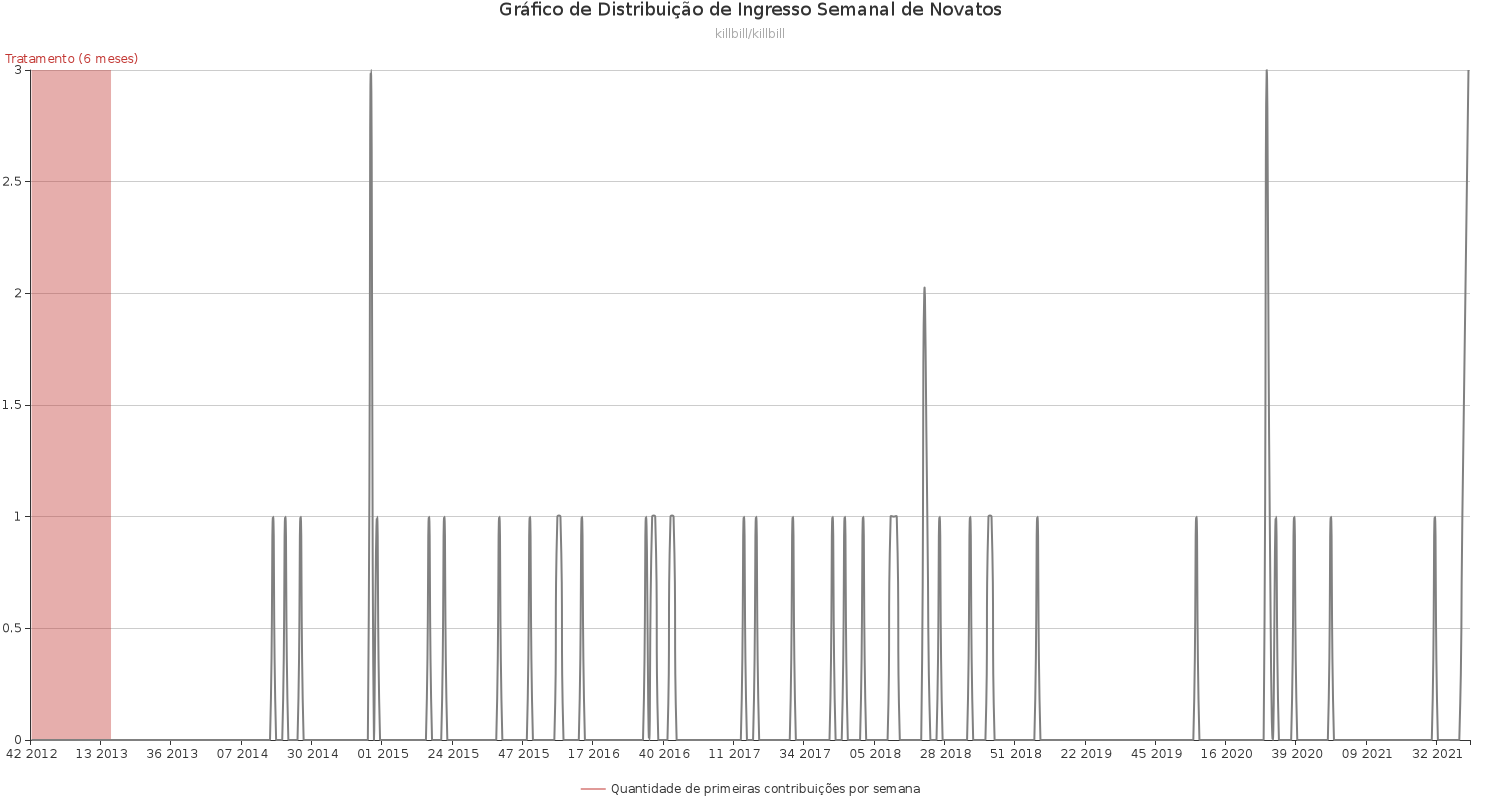 Gráfico de Distribuição de Ingresso Semanal de Novatos
killbill/killbill
Tratamento (6 meses)
3
2.5
2
1.5
1
0.5
0
42 2012 13 2013 36 2013 07 2014 30 2014 01 2015 24 2015 47 2015 17 2016 40 2016 11 2017 34 2017 05 2018 28 2018 51 2018 22 2019 45 2019 16 2020 39 2020 09 2021 32 2021
Quantidade de primeiras contribuições por semana